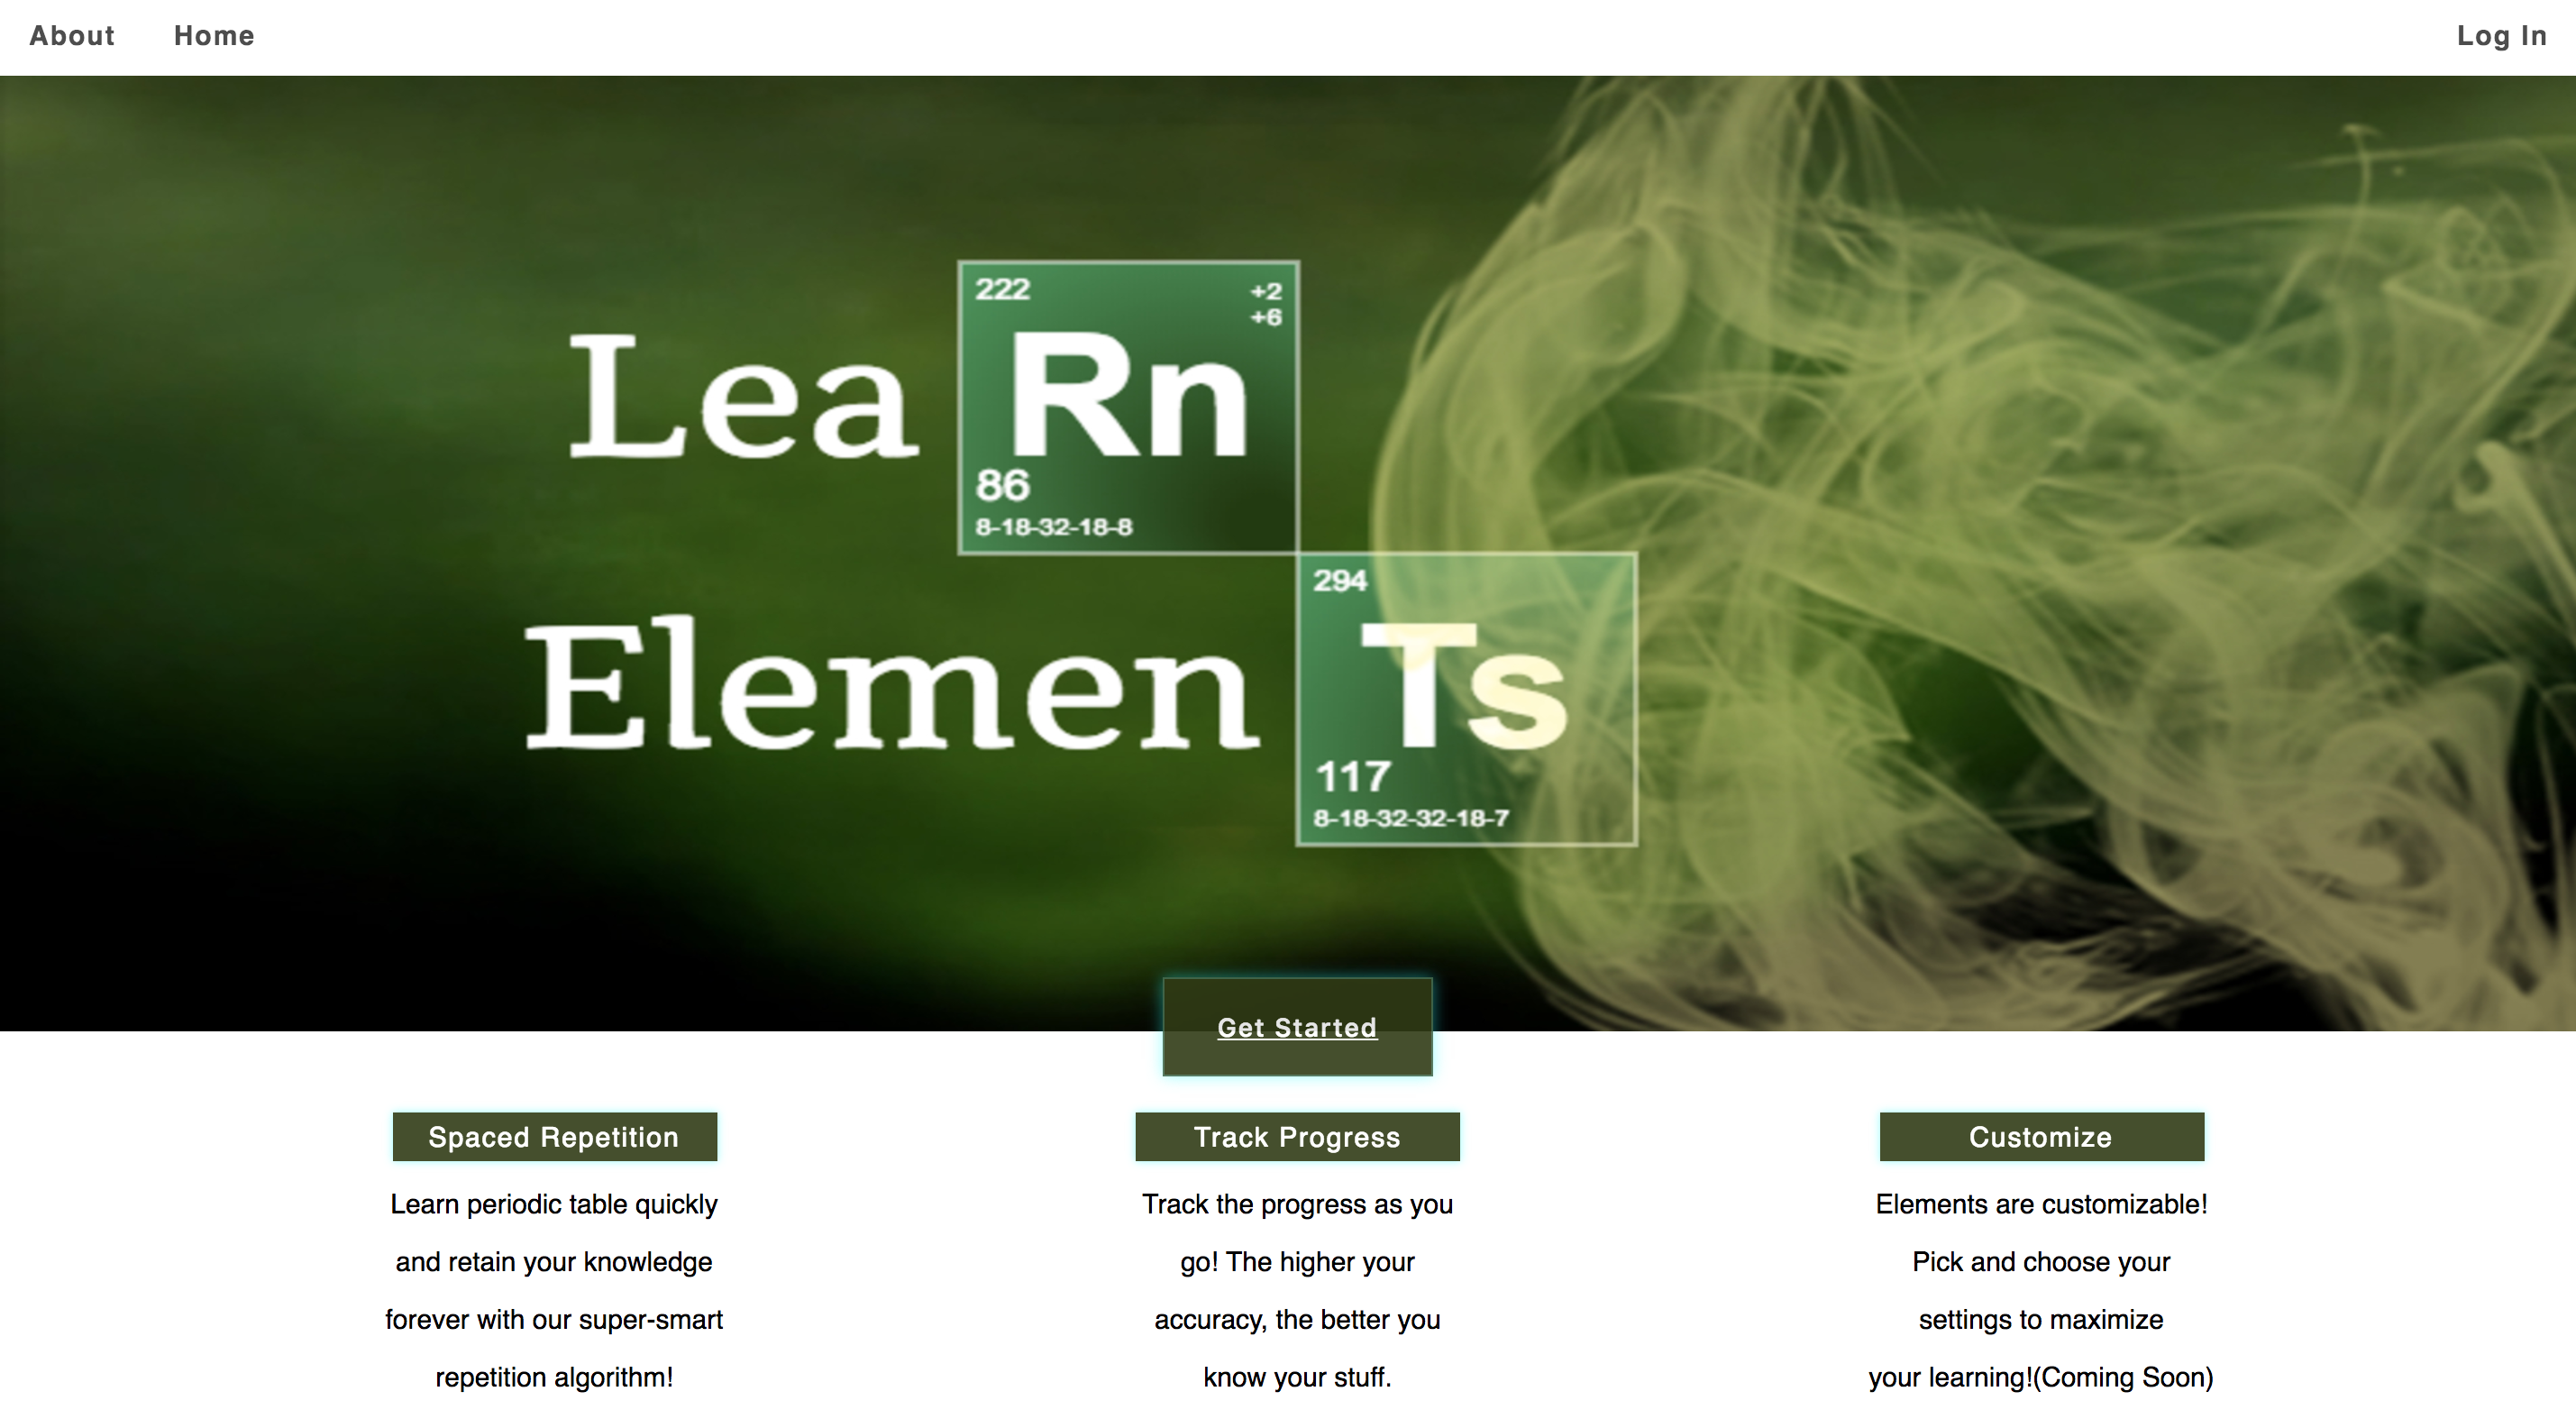 About Home Log In
222 +2
+6
Lea Rn
86
8-18-32-18-8
294
Elemen Ts
117
8-18-32-32-18-7
Get Started
Spaced Repetition
Learn periodic table quickly
and retain your knowledge
forever with our super-smart
repetition algorithm!
Track Progress
Track the progress as you
go! The higher your
accuracy, the better you
know your stuff.
Customize
Elements are customizable!
Pick and choose your
settings to maximize
your learning!(Coming Soon)